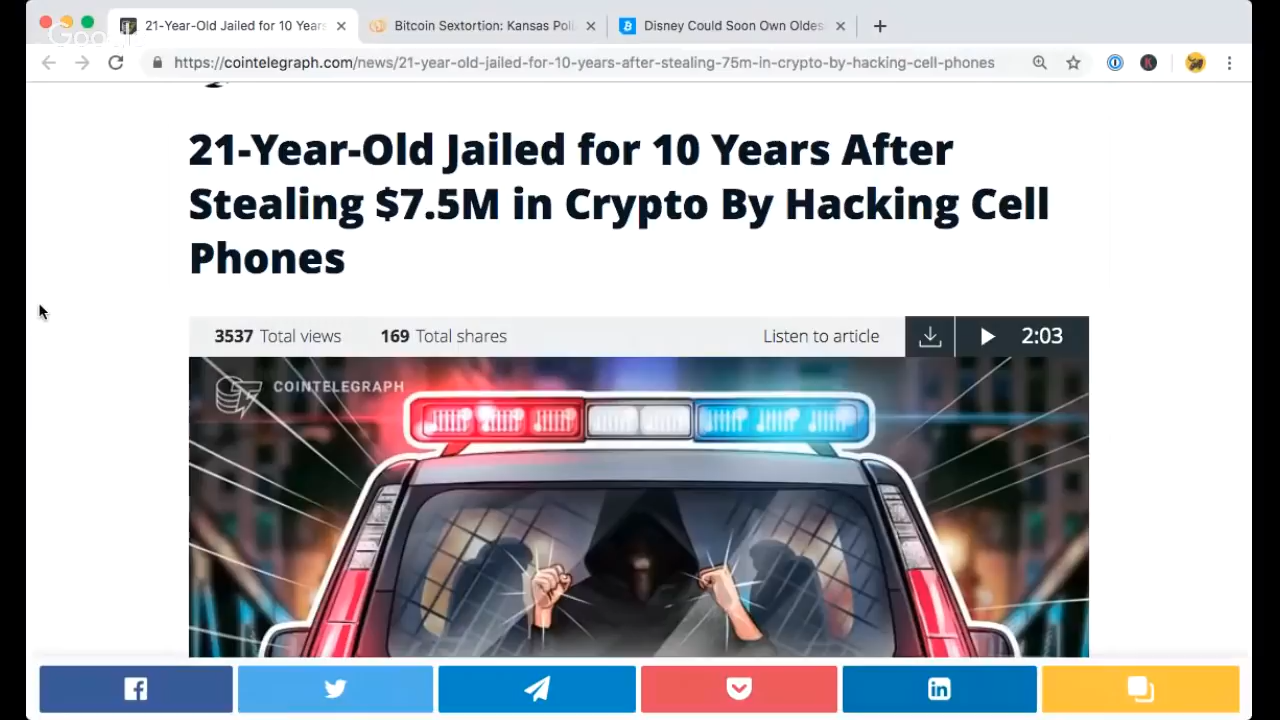 21-Year-Old Jailed for 10 Years
Bitcoin Sextortion: Kansas Poli
Disney Could Soon Own Oldes
Google
https://cointelegraph.com/news/21-year-old-jailed-for-10-years-after-stealing-75m-in-crypto-by-hacking-cell-phones
21-Year-Old Jailed for 10 Years After
Stealing $7.5M in Crypto By Hacking Cell
Phones
3537 Total views 169 Total shares Listen to article 2:03
COINTELEGRAPH